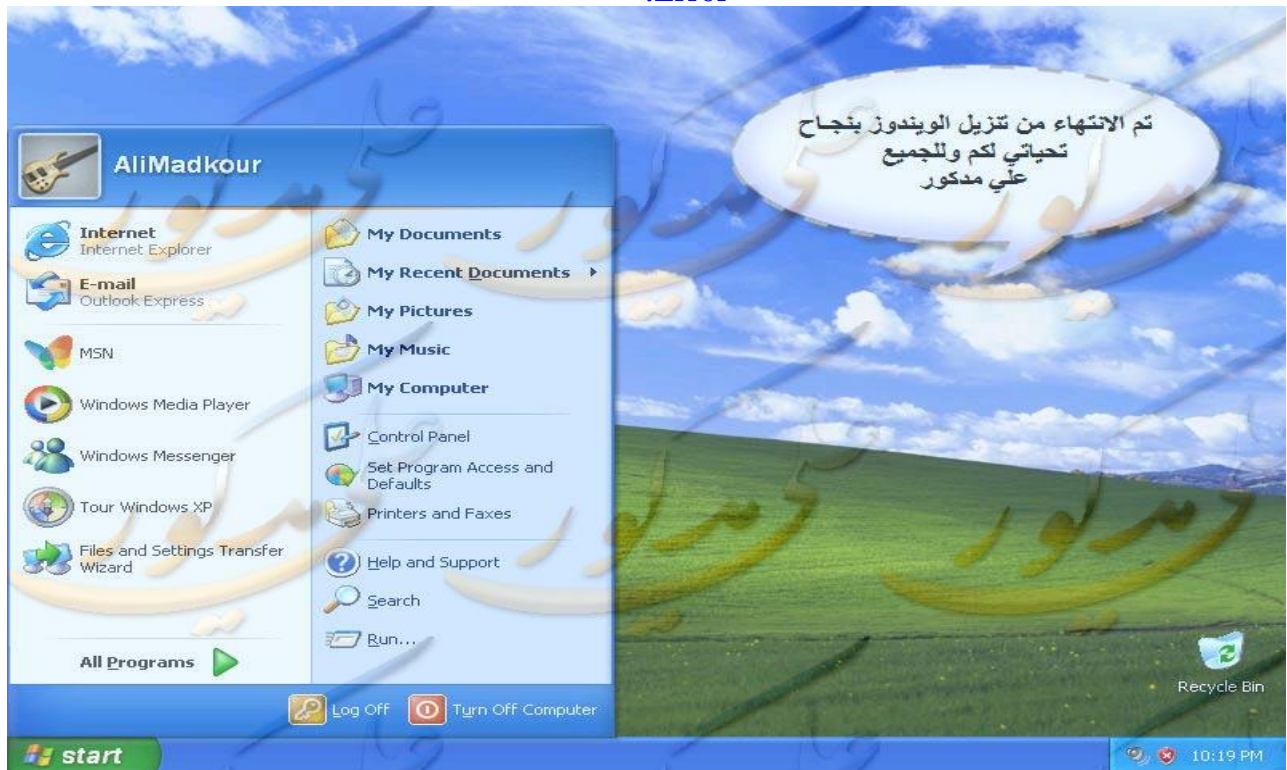 تم الانتهاء من تنزيل الويندوز بنجاح
تحياتي لكم وللجميع
علي مدكور
AliMadkour
Internet
Internet Explorer
E-mail
Outlook Express
MSN
Windows Media Player
Windows Messenger
Tour Windows XP
Files and Settings Transfer
Wizard
All Programs
My Documents
My Recent Documents
My Pictures
My Music
My Computer
Control Panel
Set Program Access and
Defaults
Printers and Faxes
Help and Support
Search
Run...
Log Off
Turn Off Computer
Recycle Bin
start
10:19 PM